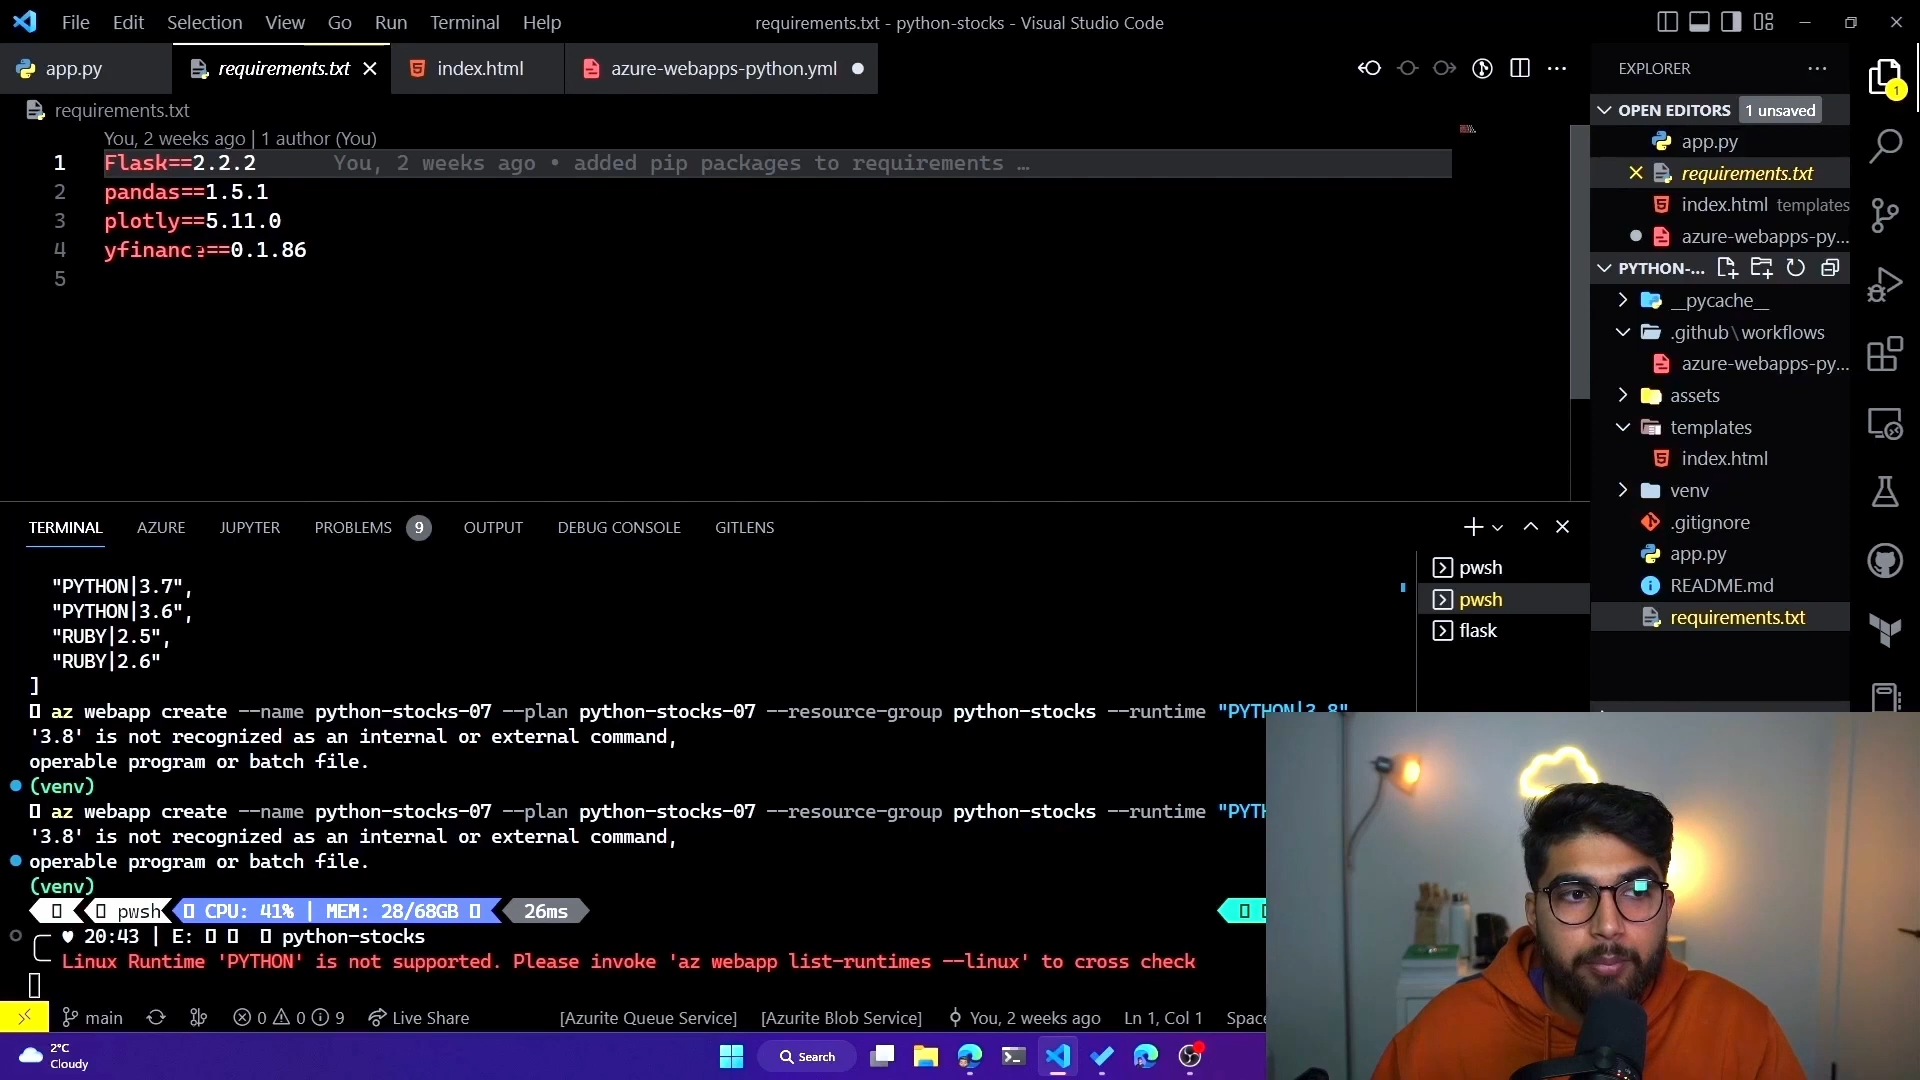 File Edit Selection View Go Run Terminal Help
requirements.txt - python-stocks - Visual Studio Code
app.py
requirements.txt
index.html
azure-webapps-python.yml
requirements.txt
You, 2 weeks ago | 1 author (You)
1 Flask==2.2.2 You, 2 weeks ago • added pip packages to requirements …
2 pandas==1.5.1
3 plotly==5.11.0
4 yfinance==0.1.86
5
EXPLORER
1
OPEN EDITORS 1 unsaved
app.py
requirements.txt
index.html templates
azure-webapps-py...
PYTHON-...
__pycache__
.github\workflows
azure-webapps-py...
assets
templates
index.html
venv
.gitignore
app.py
README.md
requirements.txt
TERMINAL AZURE JUPYTER PROBLEMS 9 OUTPUT DEBUG CONSOLE GITLENS
pwsh
pwsh
flask
"PYTHON|3.7",
"PYTHON|3.6",
"RUBY|2.5",
"RUBY|2.6"
]
az webapp create --name python-stocks-07 --plan python-stocks-07 --resource-group python-stocks --runtime "PYTHON|3.8"
'3.8' is not recognized as an internal or external command,
operable program or batch file.
(venv)
az webapp create --name python-stocks-07 --plan python-stocks-07 --resource-group python-stocks --runtime "PYTH
'3.8' is not recognized as an internal or external command,
operable program or batch file.
(venv)
pwsh CPU: 41% | MEM: 28/68GB 26ms
♥ 20:43 | E: python-stocks
Linux Runtime 'PYTHON' is not supported. Please invoke 'az webapp list-runtimes --linux' to cross check
main 0 0 9 Live Share [Azurite Queue Service] [Azurite Blob Service] You, 2 weeks ago Ln 1, Col 1 Space
2°C
Cloudy
Search